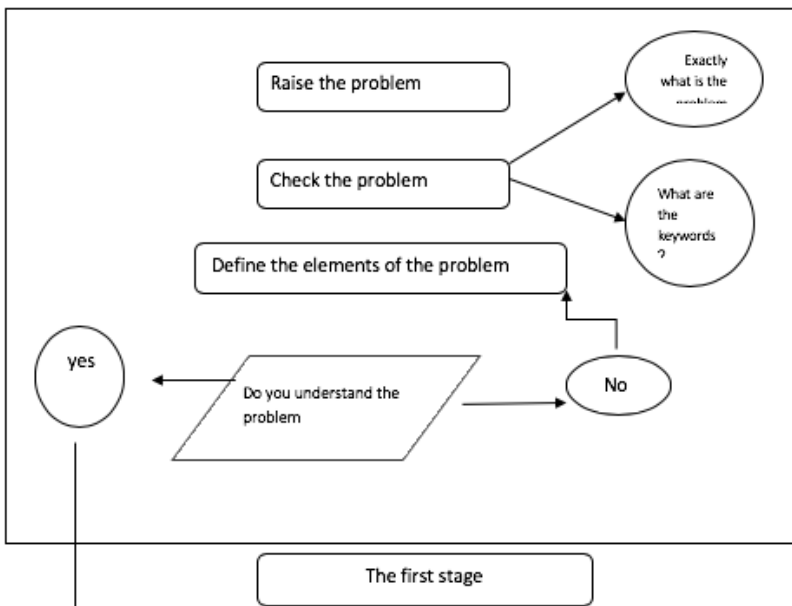 Raise the problem
Exactly
what is the
problem
Check the problem
What are
the
keywords
?
Define the elements of the problem
yes
Do you understand the
problem
No
The first stage